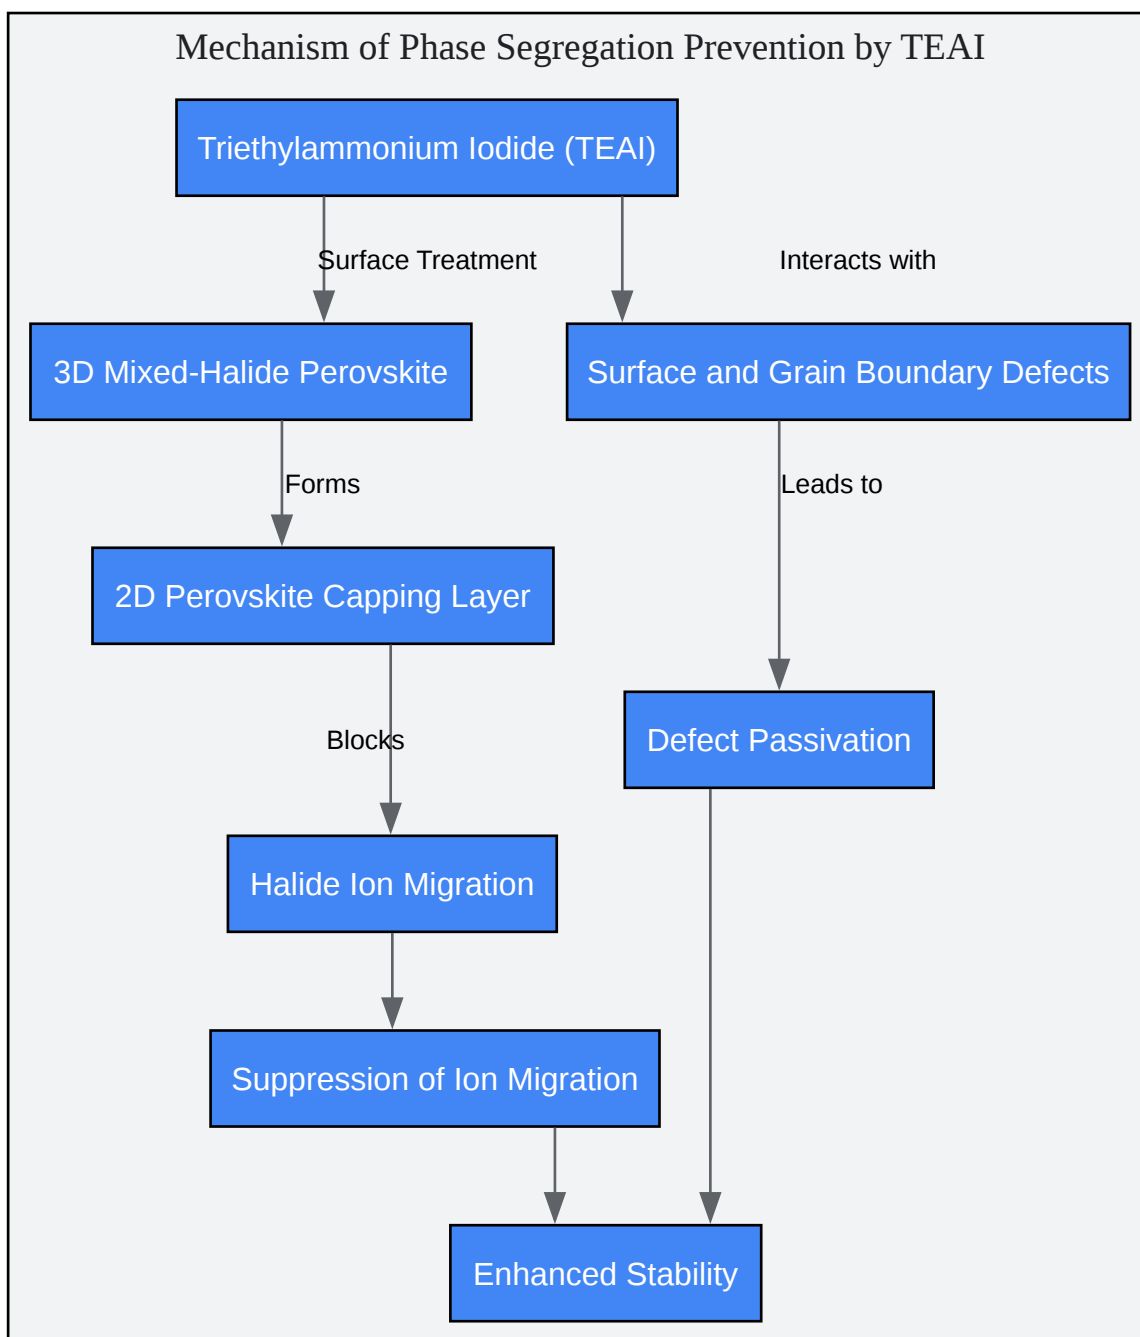 Mechanism of Phase Segregation Prevention by TEAI
Triethylammonium Iodide (TEAI)
Surface Treatment
Interacts with
3D Mixed-Halide Perovskite
Surface and Grain Boundary Defects
Forms
Leads to
2D Perovskite Capping Layer
Blocks
Defect Passivation
Halide Ion Migration
Suppression of Ion Migration
Enhanced Stability